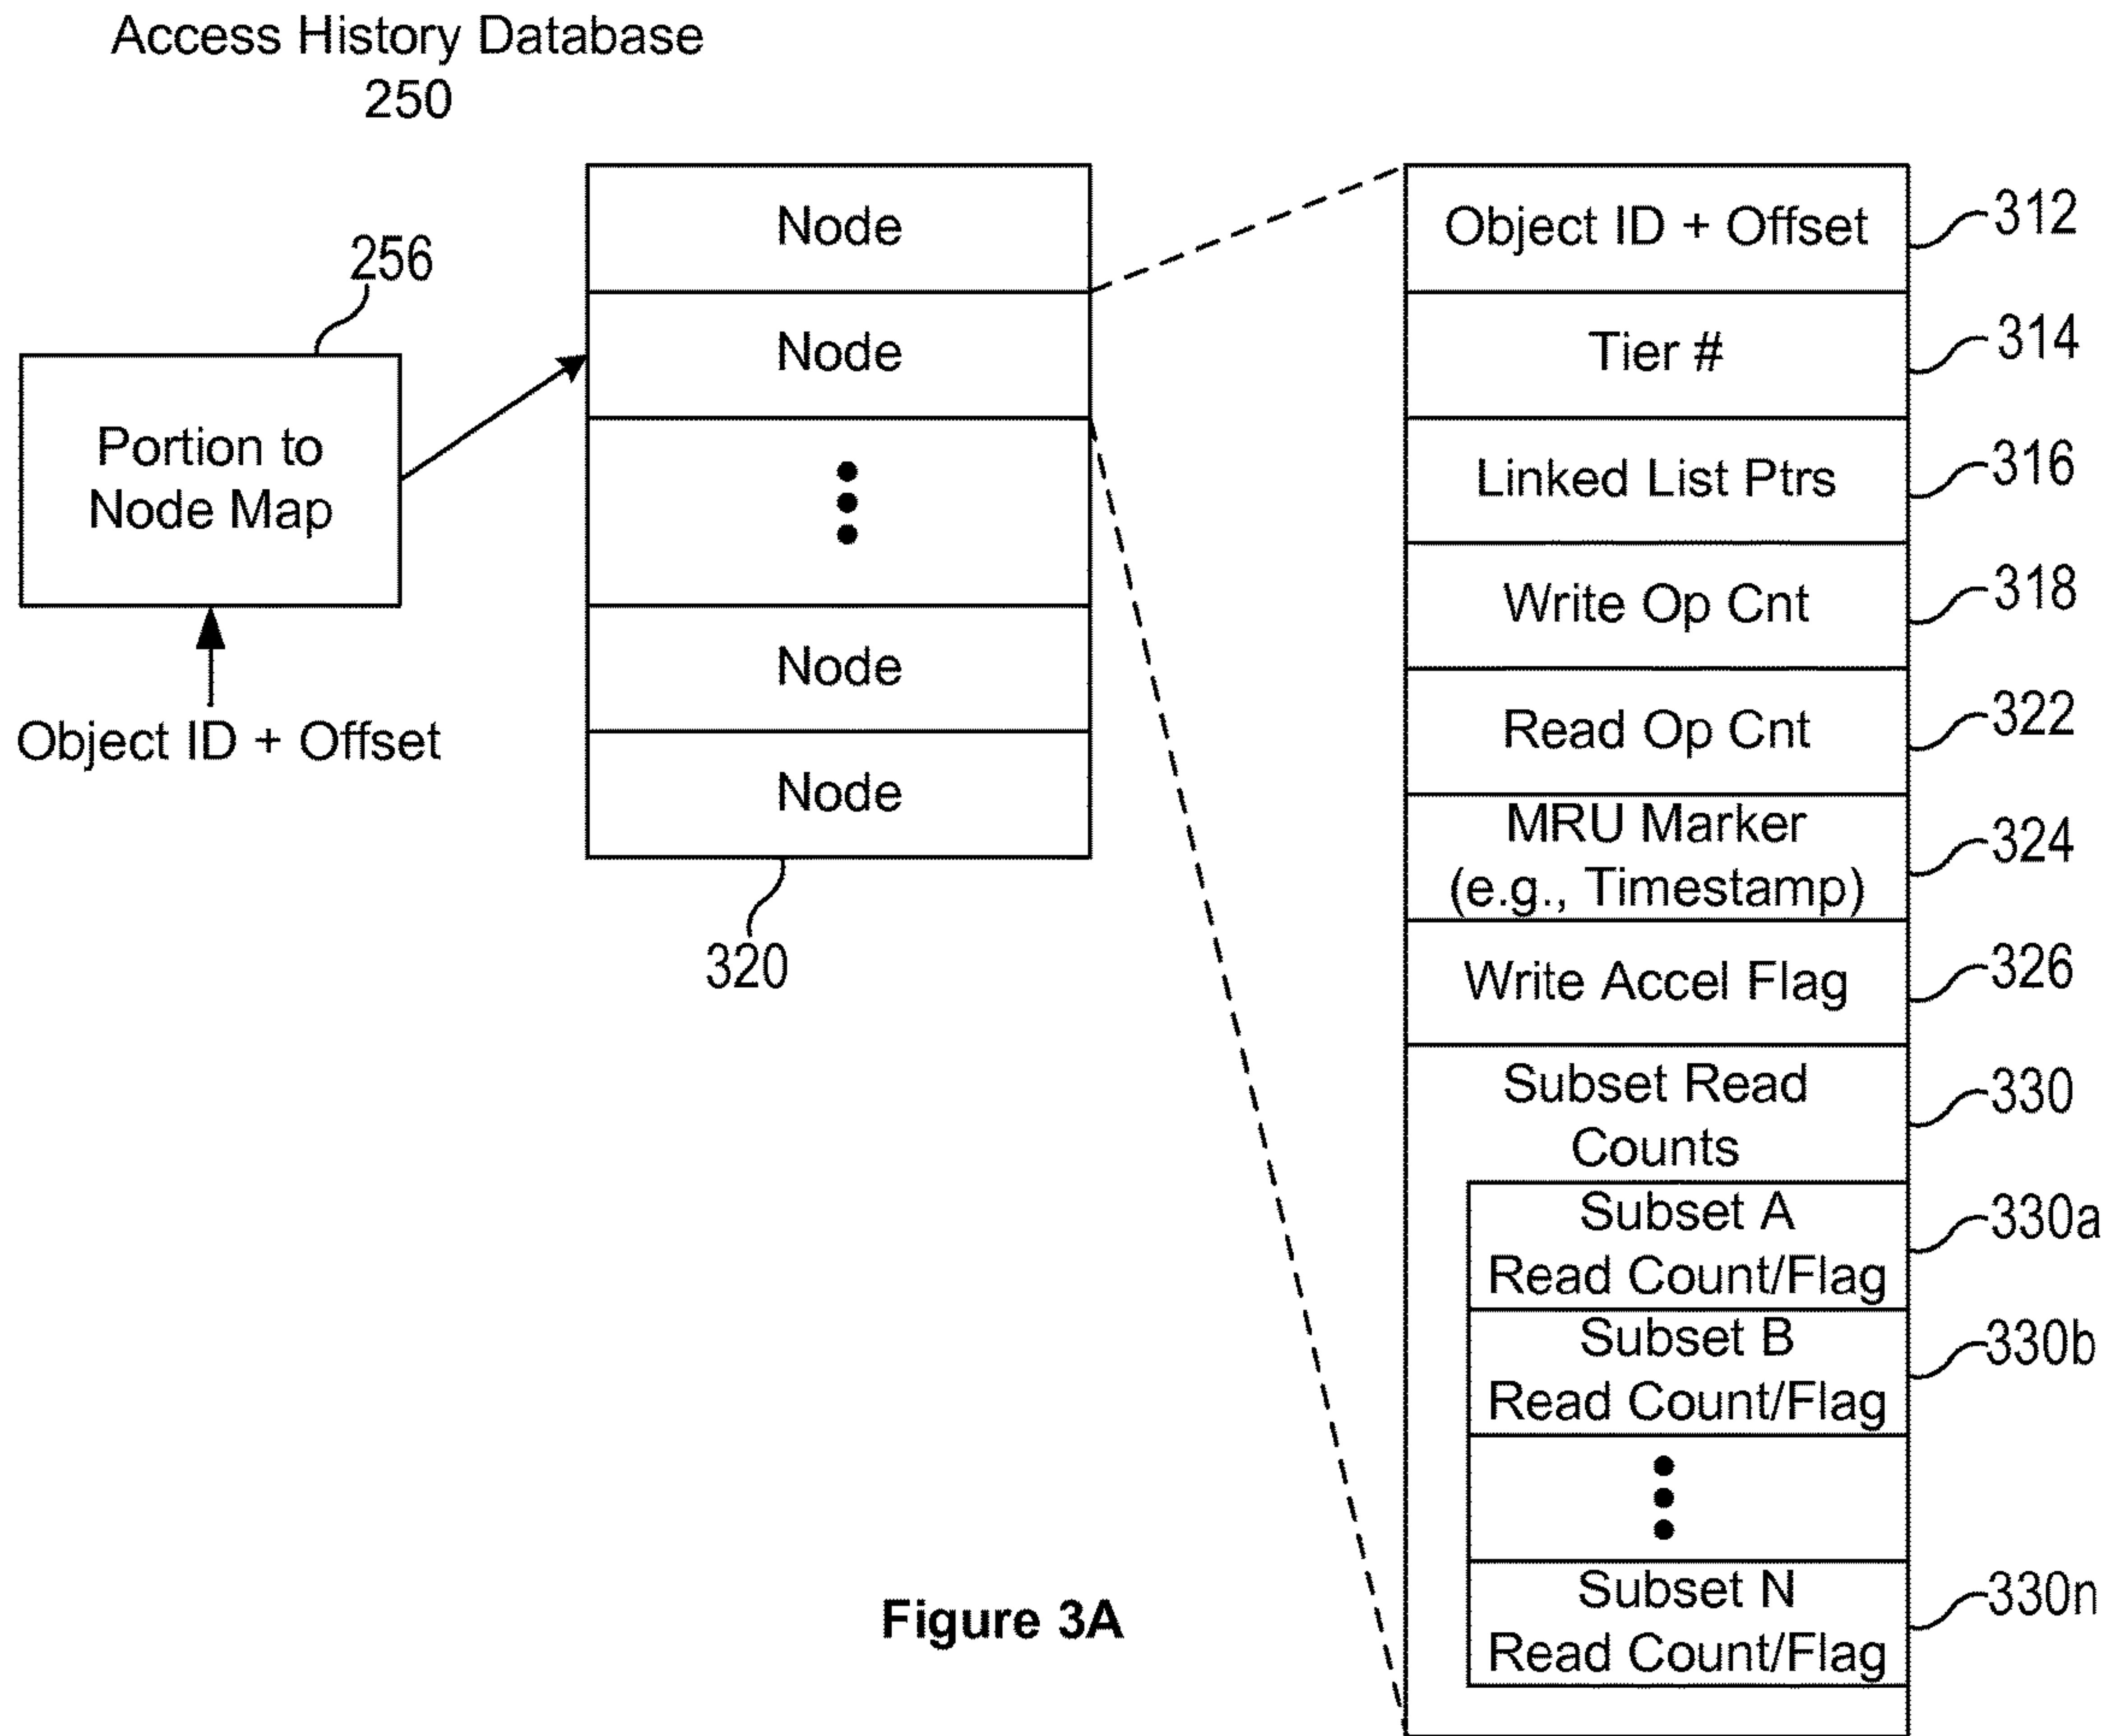 Access History Database
250
256
Portion to
Node Map
Object ID + Offset
Node
Node
Node
Node
320
Object ID + Offset
312
Tier #
314
Linked List Ptrs
316
Write Op Cnt
318
Read Op Cnt
322
MRU Marker
(e.g., Timestamp)
324
Write Accel Flag
326
Subset Read
Counts
330
Subset A
Read Count/Flag
330a
Subset B
Read Count/Flag
330b
Subset N
Read Count/Flag
330n
Figure 3A